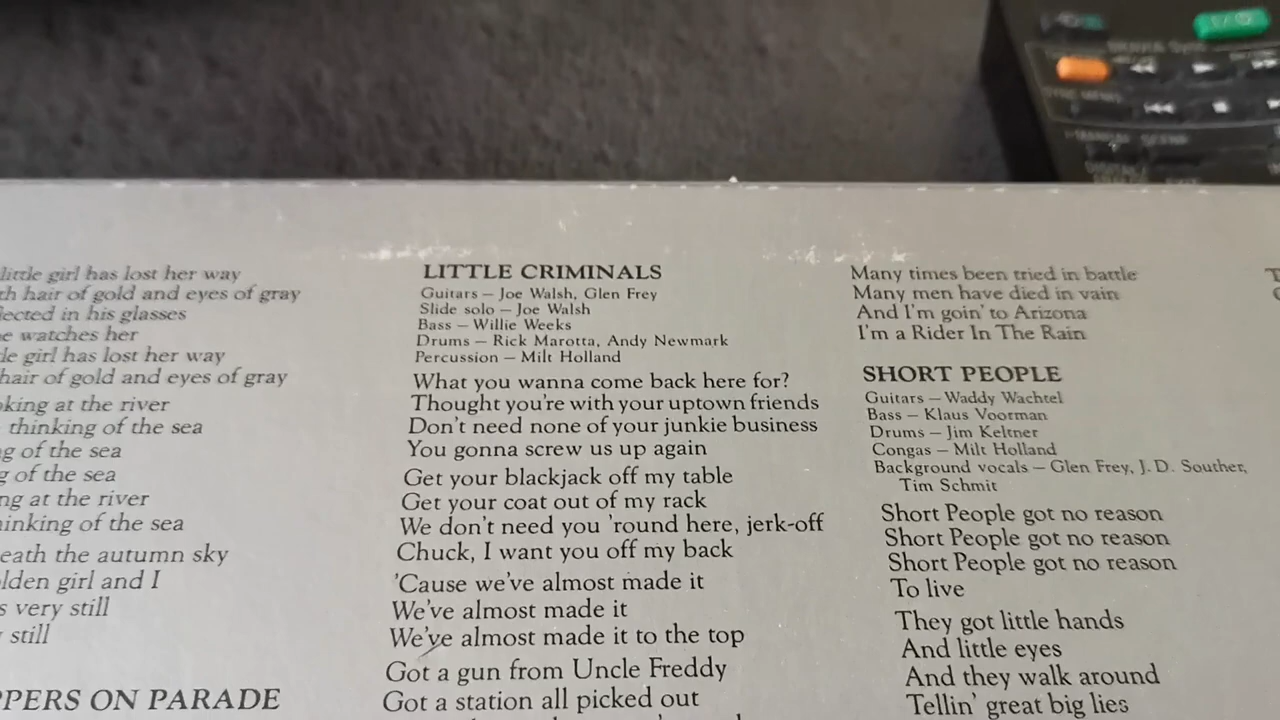 little girl has lost her way
hair of gold and eyes of gray
in his glasses
watches her
girl has lost her way
hair of gold and eyes of gray
at the river
thinking of the sea
of the sea
of the sea
at the river
of the sea
the autumn sky
girl and I
very still
still
ON PARADE
LITTLE CRIMINALS
Guitars – Joe Walsh, Glen Frey
Slide solo – Joe Walsh
Bass – Willie Weeks
Drums – Rick Marotta, Andy Newmark
Percussion – Milt Holland
What you wanna come back here for?
Thought you're with your uptown friends
Don't need none of your junkie business
You gonna screw us up again
Get your blackjack off my table
Get your coat out of my rack
We don't need you 'round here, jerk-off
Chuck, I want you off my back
'Cause we've almost made it
We've almost made it
We've almost made it to the top
Got a gun from Uncle Freddy
Got a station all picked out
Many times been tried in battle
Many men have died in vain
And I'm goin' to Arizona
I'm a Rider In The Rain
SHORT PEOPLE
Guitars – Waddy Wachtel
Bass – Klaus Voorman
Drums – Jim Keltner
Congas – Milt Holland
Background vocals – Glen Frey, J. D. Souther,
Tim Schmit
Short People got no reason
Short People got no reason
Short People got no reason
To live
They got little hands
And little eyes
And they walk around
Tellin' great big lies